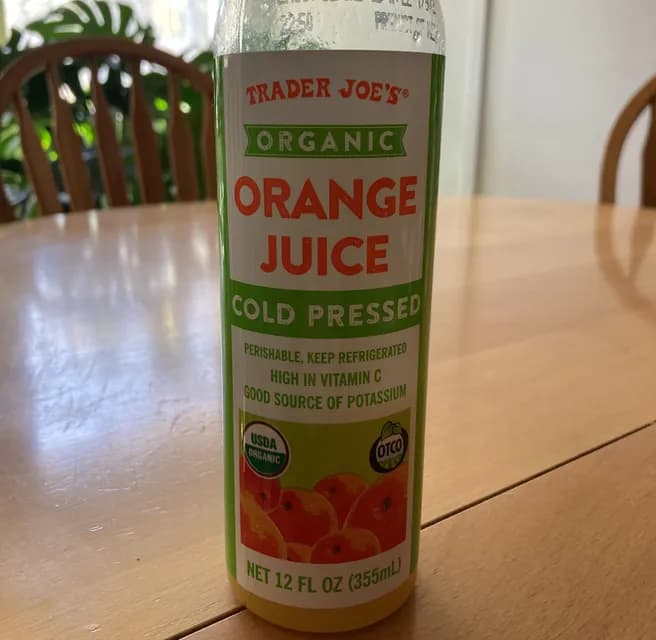 TRADER JOE'S®
ORGANIC
ORANGE
JUICE
COLD PRESSED
PERISHABLE, KEEP REFRIGERATED
HIGH IN VITAMIN C
GOOD SOURCE OF POTASSIUM
USDA
ORGANIC
OTCO
NET 12 FL OZ (355mL)